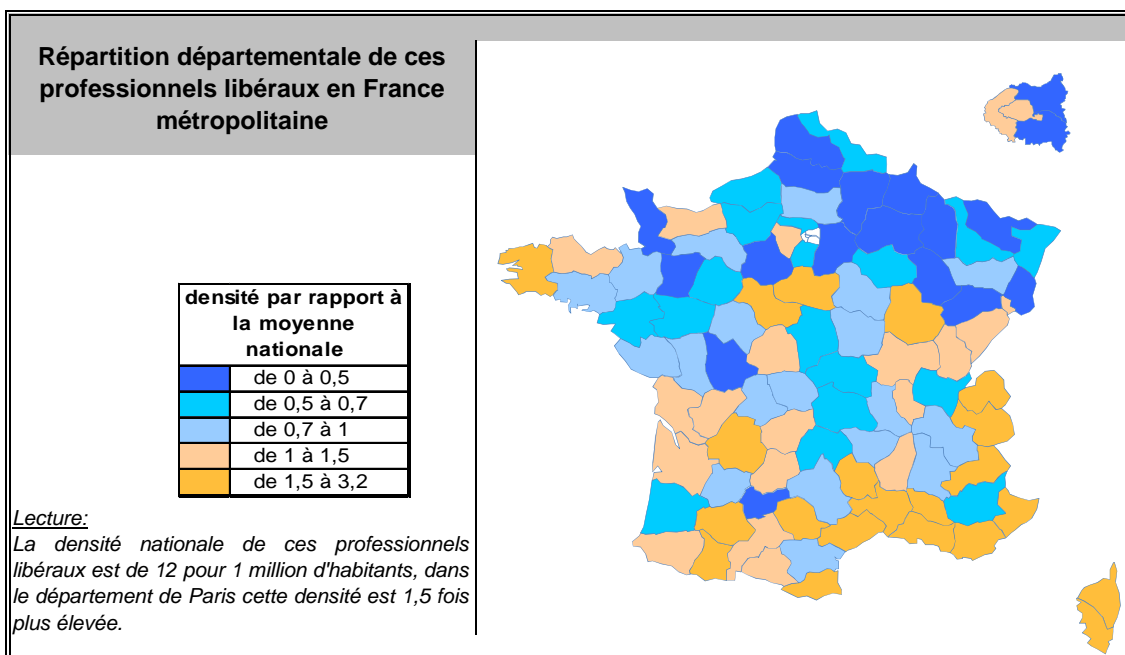 Répartition départementale de ces
professionnels libéraux en France
métropolitaine
densité par rapport à
la moyenne
nationale
de 0 à 0,5
de 0,5 à 0,7
de 0,7 à 1
de 1 à 1,5
de 1,5 à 3,2
Lecture:
La densité nationale de ces professionnels
libéraux est de 12 pour 1 million d'habitants, dans
le département de Paris cette densité est 1,5 fois
plus élevée.